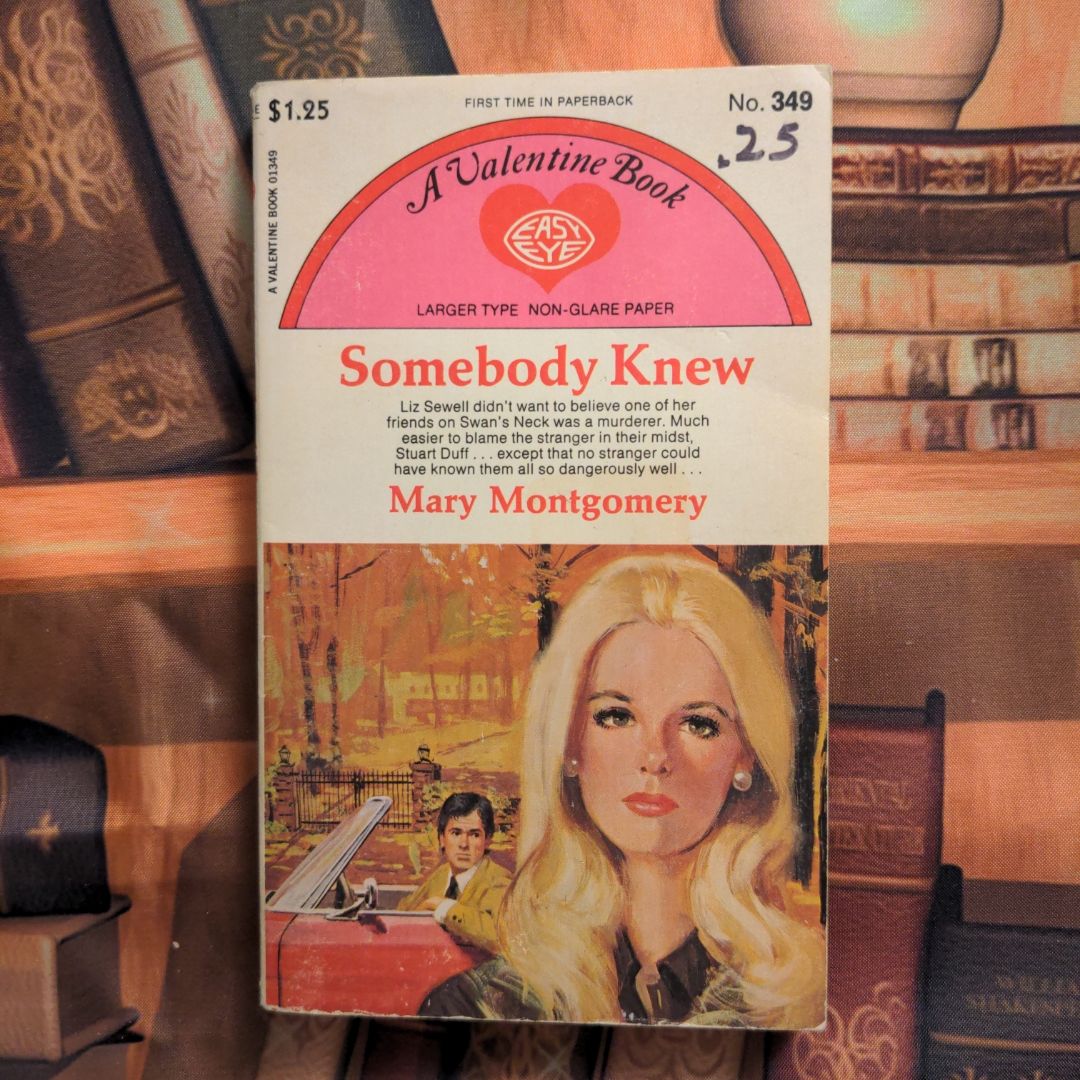 E $1.25
FIRST TIME IN PAPERBACK
No. 349
.25
A VALENTINE BOOK 01349
A Valentine Book
EASY
EYE
LARGER TYPE NON-GLARE PAPER
Somebody Knew
Liz Sewell didn't want to believe one of her
friends on Swan's Neck was a murderer. Much
easier to blame the stranger in their midst,
Stuart Duff . . . except that no stranger could
have known them all so dangerously well . . .
Mary Montgomery